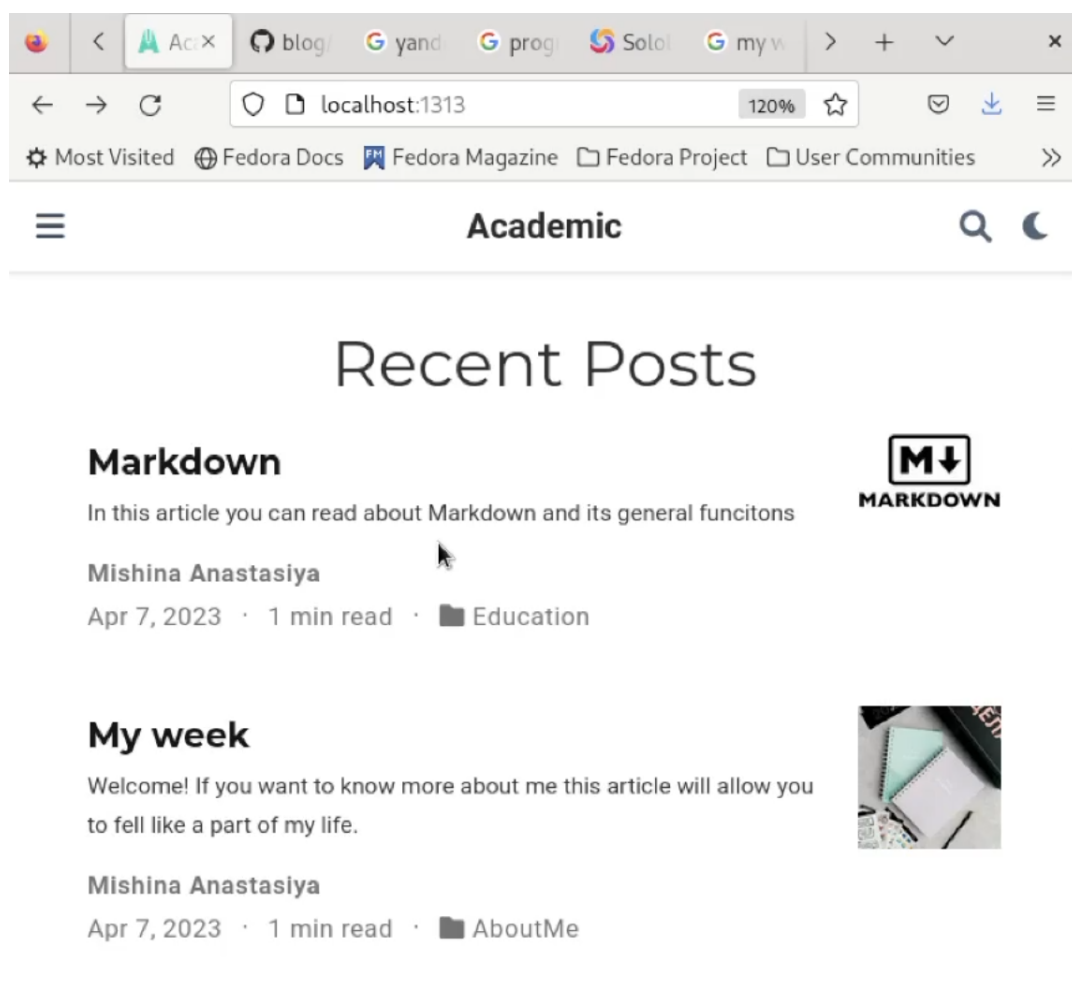 blog/
yand
prog
Solol
my w
localhost:1313
120%
Most Visited
Fedora Docs
Fedora Magazine
Fedora Project
User Communities
Academic
Recent Posts
Markdown
In this article you can read about Markdown and its general funcitons
Mishina Anastasiya
Apr 7, 2023 · 1 min read · Education
M
MARKDOWN
My week
Welcome! If you want to know more about me this article will allow you
to fell like a part of my life.
Mishina Anastasiya
Apr 7, 2023 · 1 min read · AboutMe